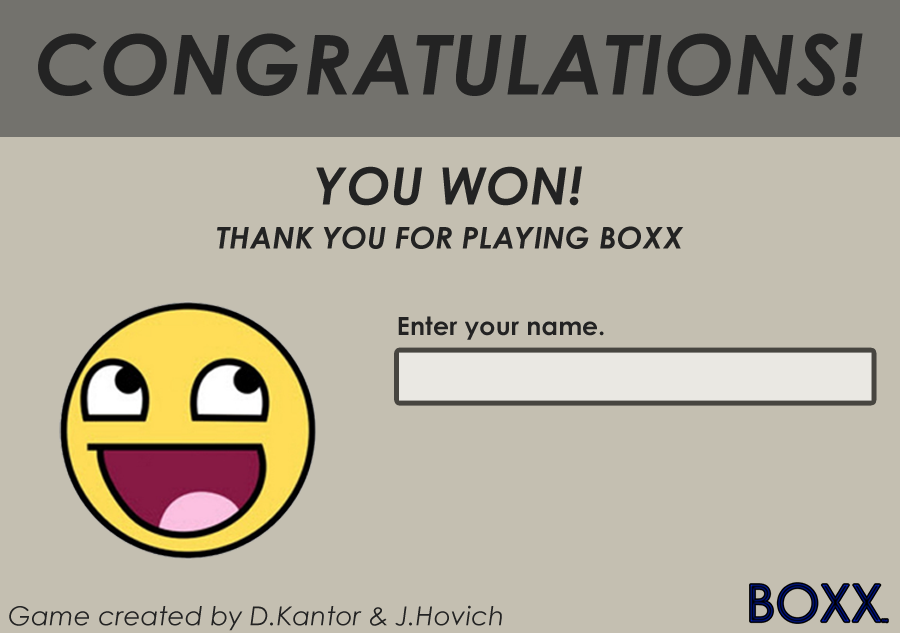 CONGRATULATIONS!
YOU WON!
THANK YOU FOR PLAYING BOXX
Enter your name.
Game created by D.Kantor & J.Hovich
BOXX.